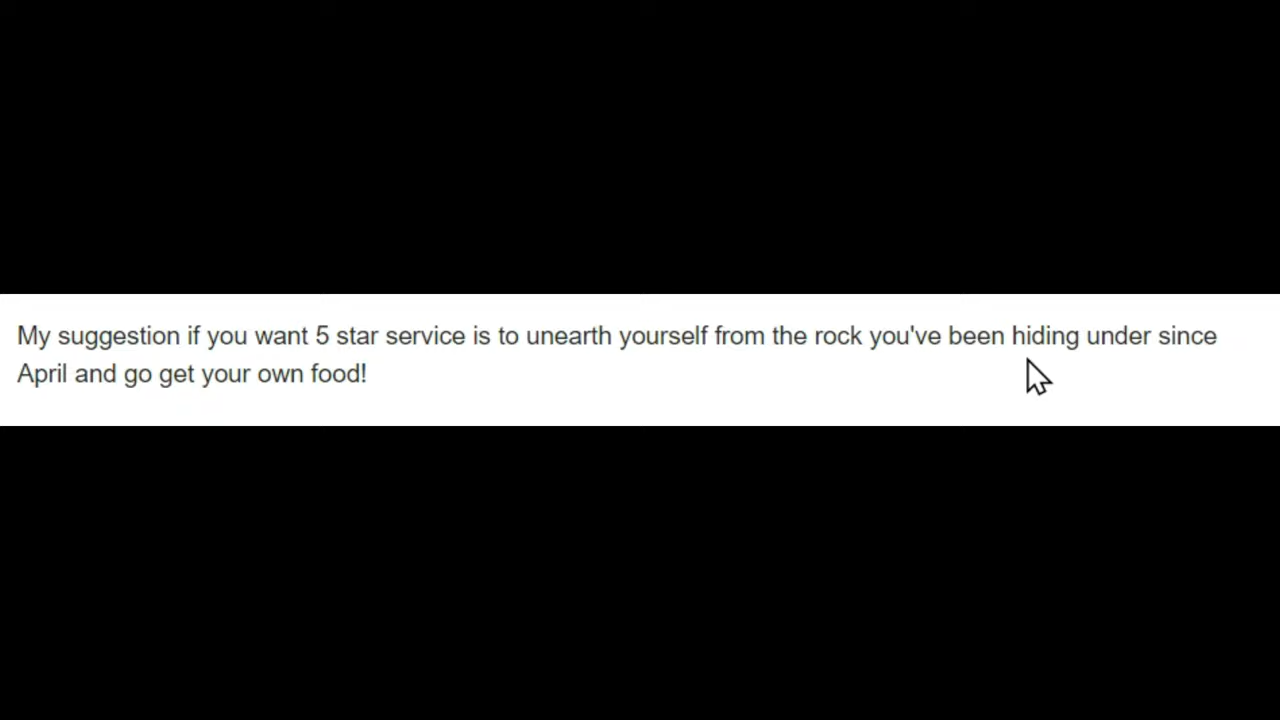 My suggestion if you want 5 star service is to unearth yourself from the rock you've been hiding under since
April and go get your own food!